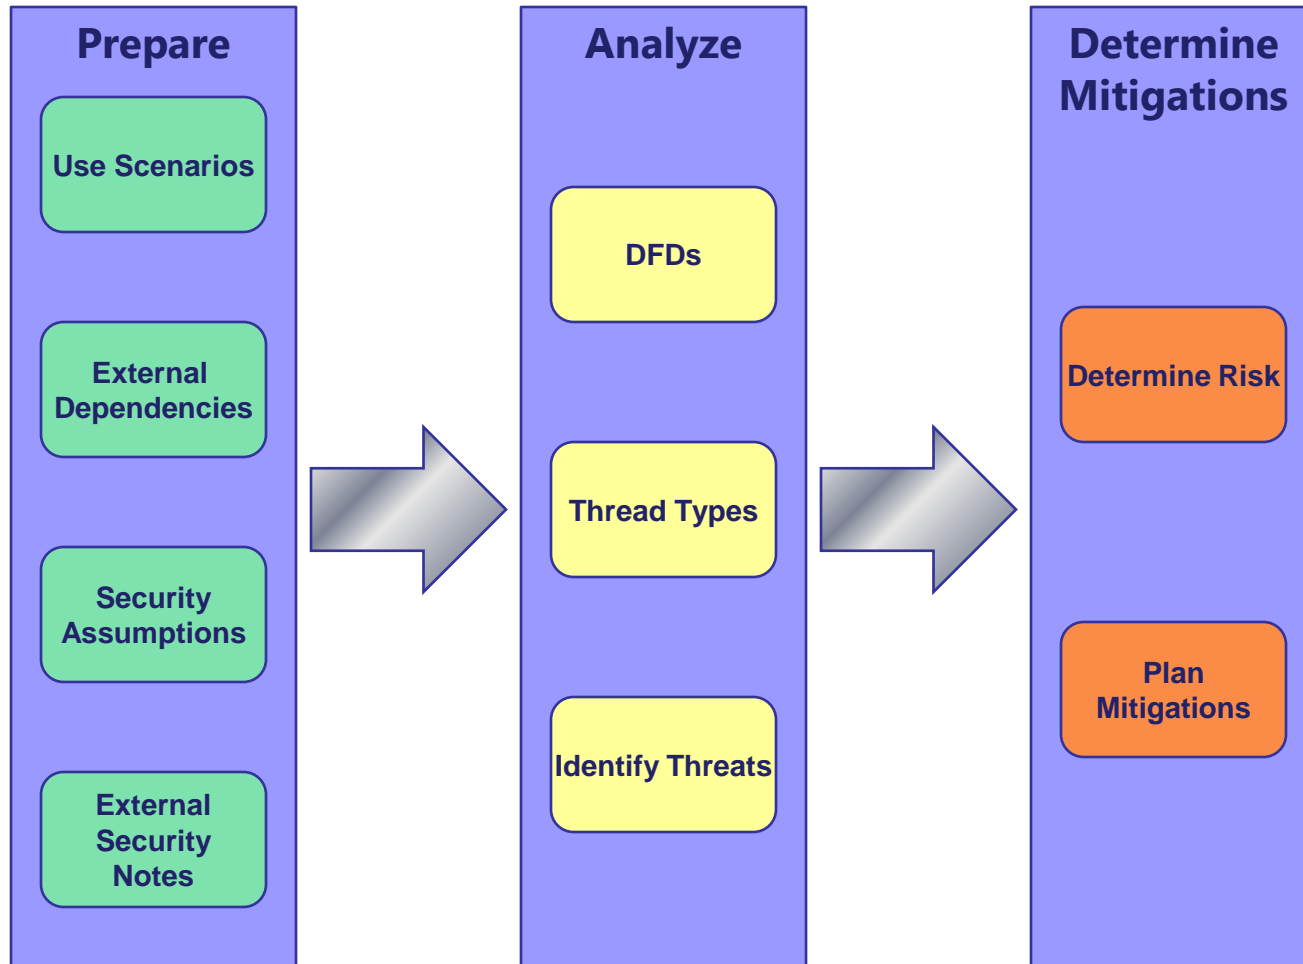 Prepare
Use Scenarios
External
Dependencies
Security
Assumptions
External
Security
Notes
Analyze
DFDs
Thread Types
Identify Threats
Determine
Mitigations
Determine Risk
Plan
Mitigations